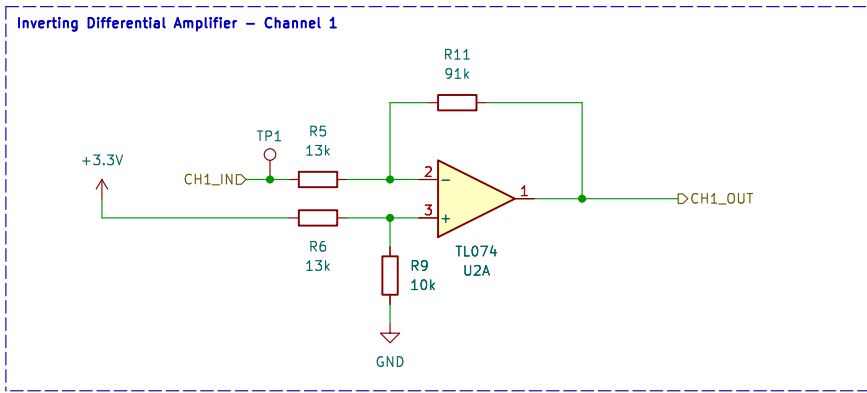 Inverting Differential Amplifier – Channel 1
R11
91k
TP1
R5
13k
+3.3V
CH1_IN
2
−
1
CH1_OUT
3
+
R6
13k
TL074
U2A
R9
10k
GND